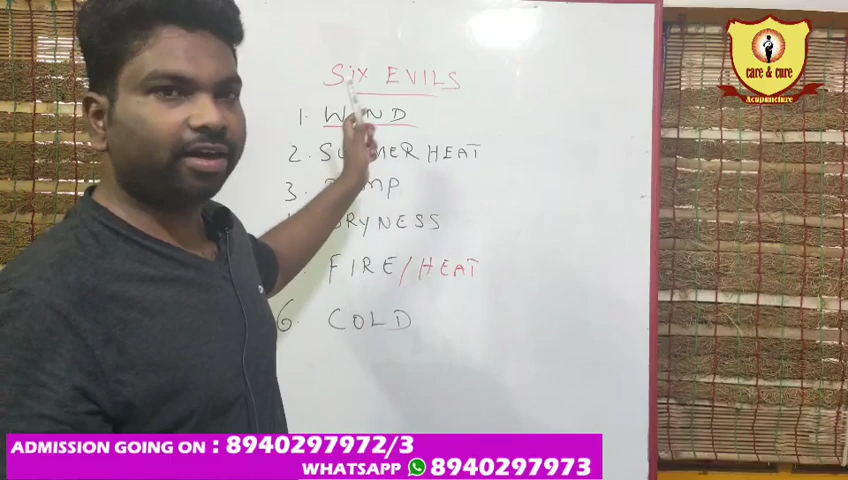 SIX EVILS
1. WIND
2. SUMMER HEAT
3. DAMP
DRYNESS
FIRE/HEAT
6. COLD
care & cure
Acupuncture
ADMISSION GOING ON : 8940297972/3
WHATSAPP 8940297973